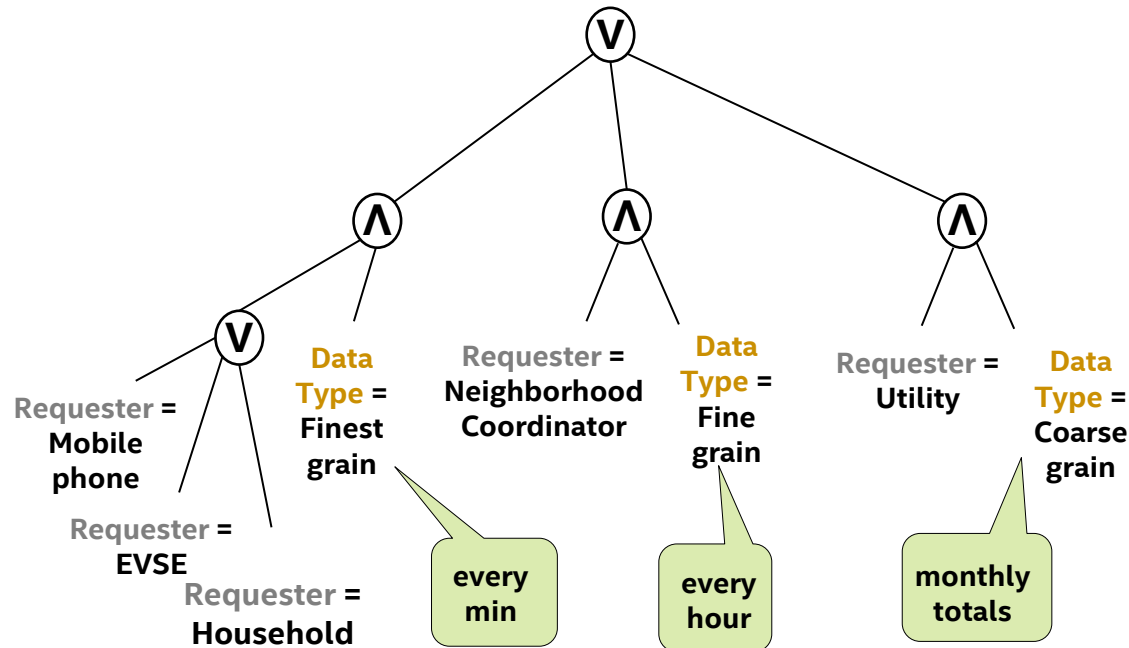 V
Λ
Λ
Λ
V
Requester =
Mobile
phone
Requester =
EVSE
Requester =
Household
Data
Type =
Finest
grain
Requester =
Neighborhood
Coordinator
Data
Type =
Fine
grain
Requester =
Utility
Data
Type =
Coarse
grain
every
min
every
hour
monthly
totals